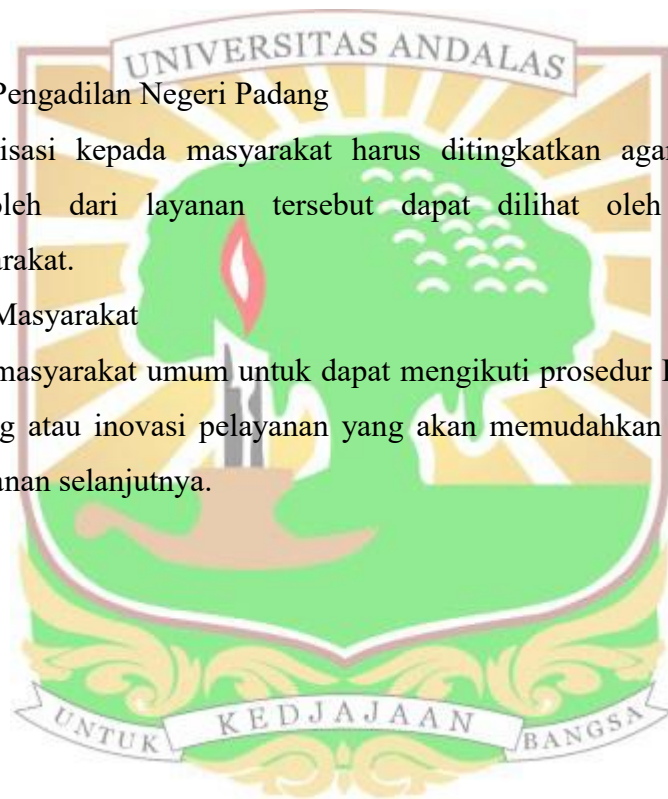 UNIVERSITAS ANDALAS
Pengadilan Negeri Padang
isasi kepada masyarakat harus ditingkatkan agar
oleh dari layanan tersebut dapat dilihat oleh
arakat.
Masyarakat
masyarakat umum untuk dapat mengikuti prosedur
g atau inovasi pelayanan yang akan memudahkan
anan selanjutnya.
UNTUK KEDJAJAAN BANGSA